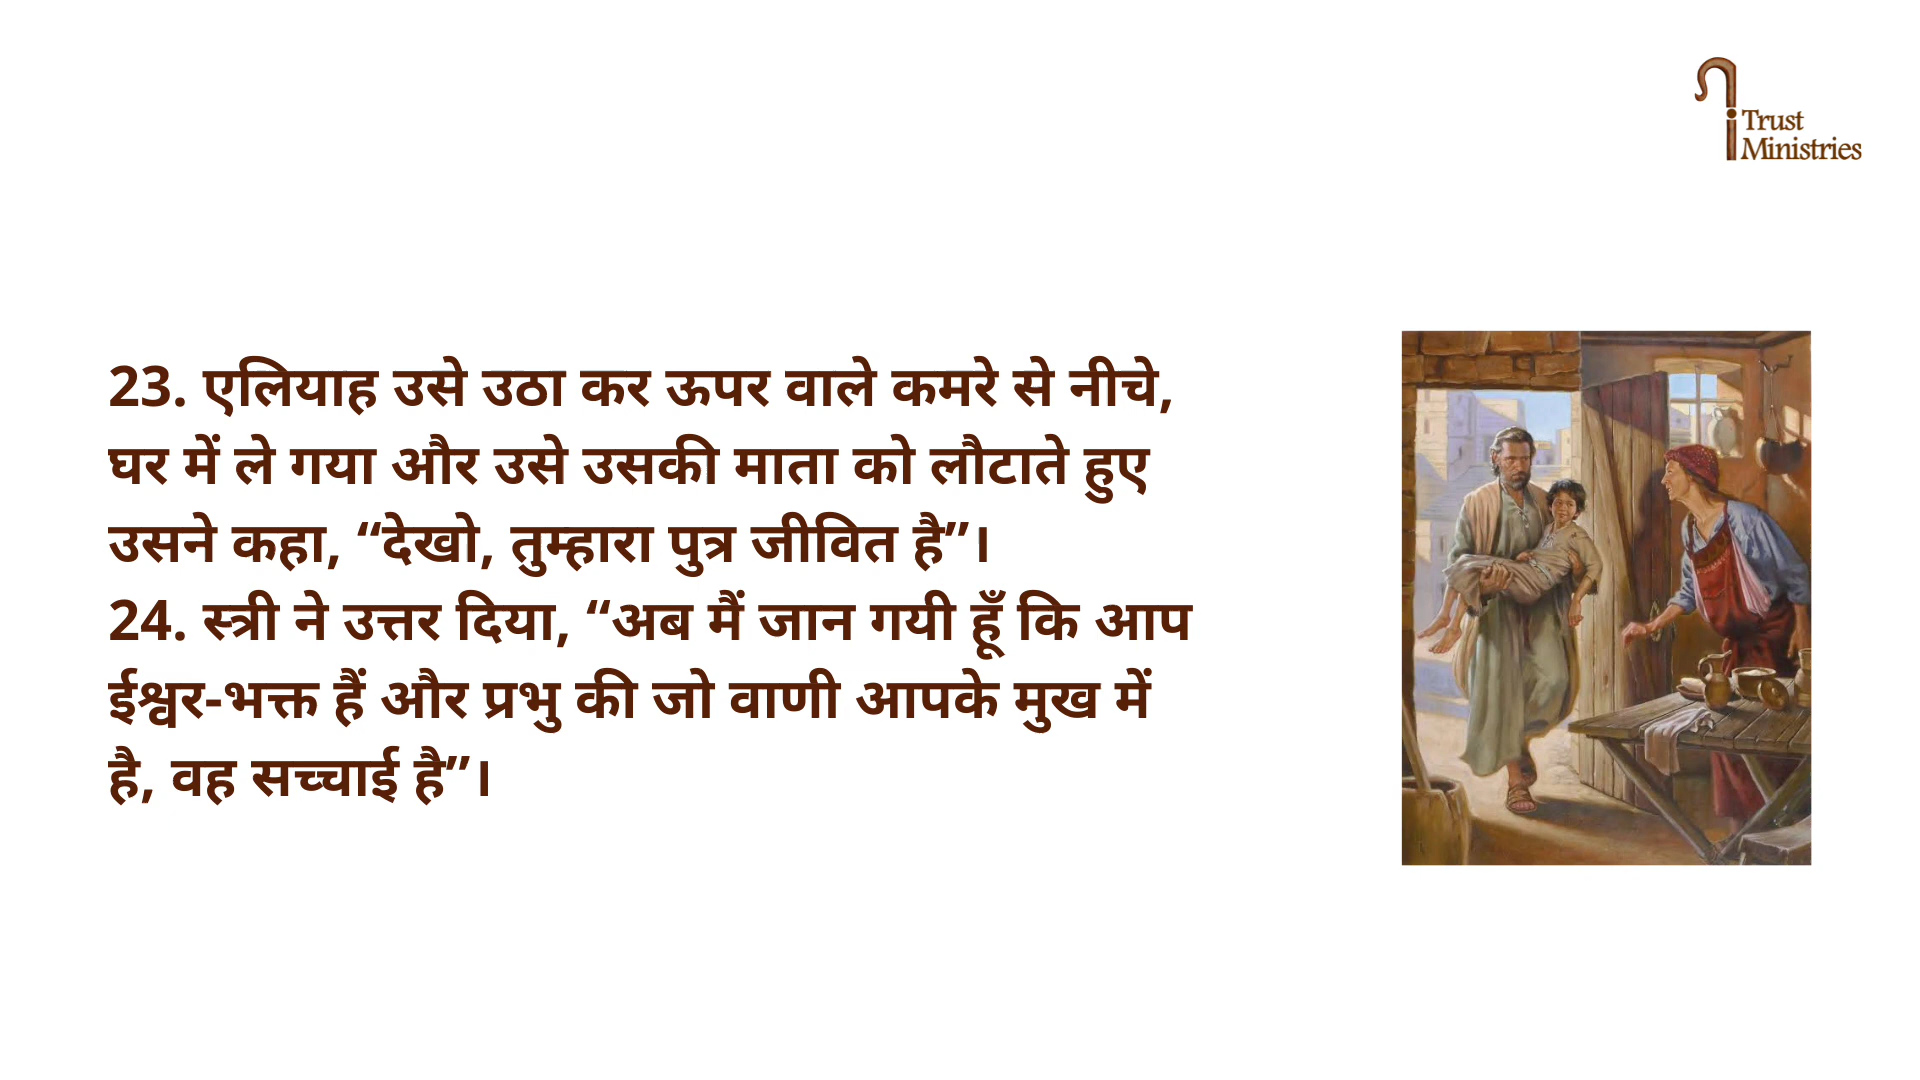 Trust
Ministries
23. एलियाह उसे उठा कर ऊपर वाले कमरे से नीचे,
घर में ले गया और उसे उसकी माता को लौटाते हुए
उसने कहा, “देखो, तुम्हारा पुत्र जीवित है”।
24. स्त्री ने उत्तर दिया, “अब मैं जान गयी हूँ कि आप
ईश्वर-भक्त हैं और प्रभु की जो वाणी आपके मुख में
है, वह सच्चाई है”।